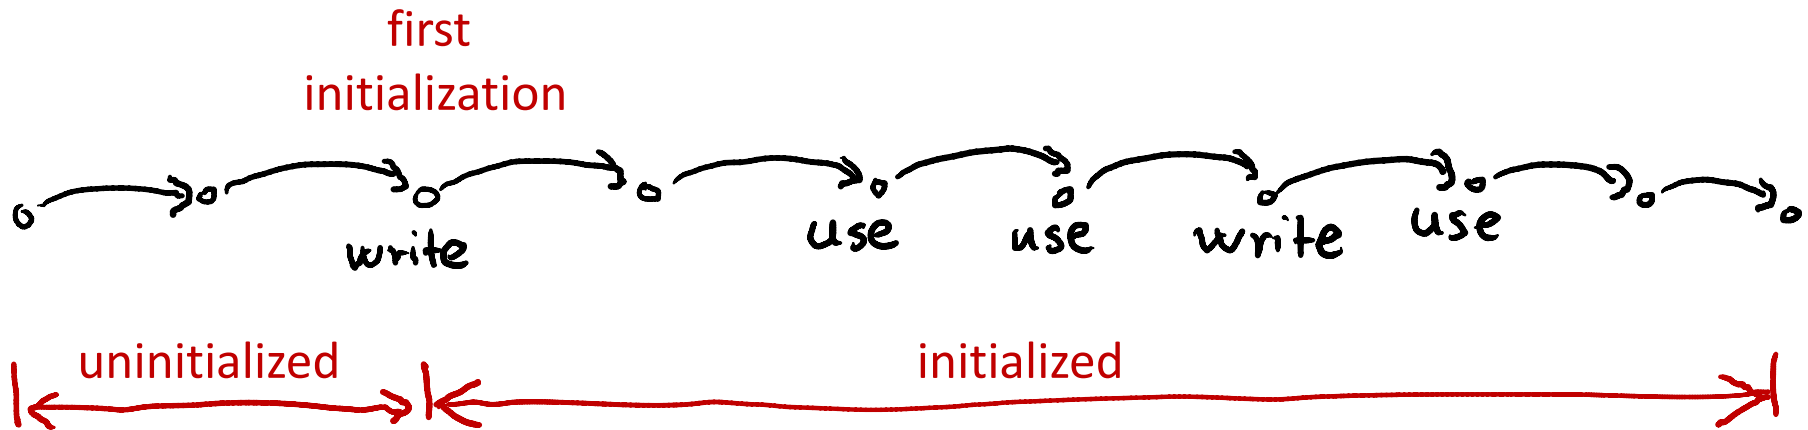 first
initialization
write
use
use
write
use
uninitialized
initialized